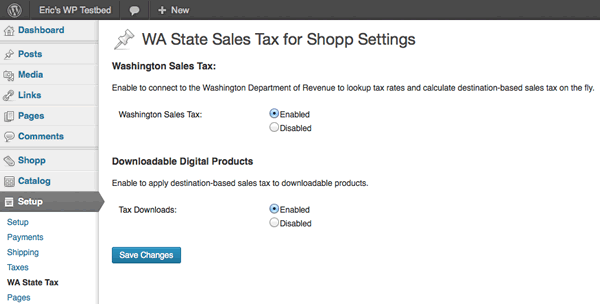 Eric's WP Testbed + New
Dashboard
Posts
Media
Links
Pages
Comments
Shopp
Catalog
Setup
Setup
Payments
Shipping
Taxes
WA State Tax
Pages
WA State Sales Tax for Shopp Settings
Washington Sales Tax:
Enable to connect to the Washington Department of Revenue to lookup tax rates and calculate destination-based sales tax on the fly.
Washington Sales Tax: Enabled
Disabled
Downloadable Digital Products
Enable to apply destination-based sales tax to downloadable products.
Tax Downloads: Enabled
Disabled
Save Changes